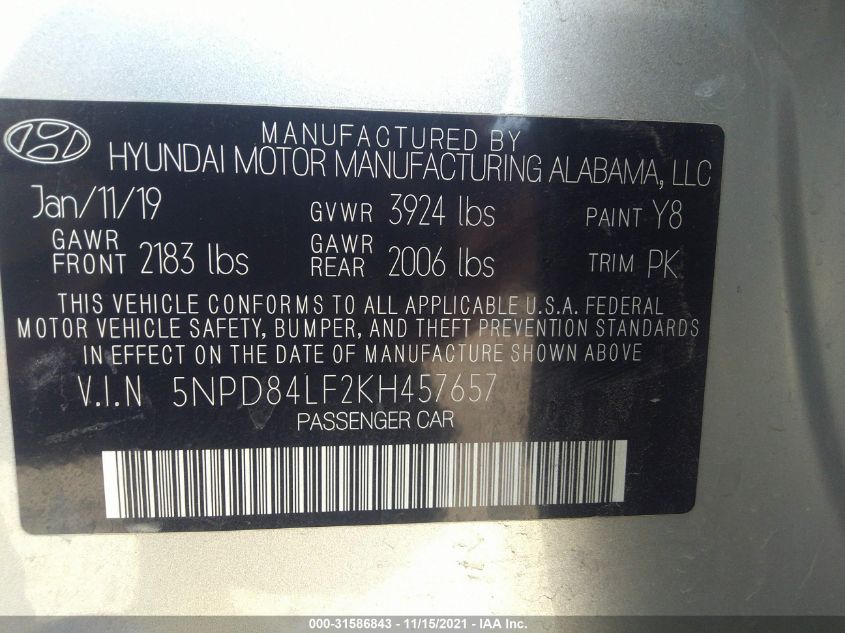 MANUFACTURED BY
HYUNDAI MOTOR MANUFACTURING ALABAMA, LLC
Jan/11/19 GVWR 3924 lbs PAINT Y8
GAWR FRONT 2183 lbs GAWR REAR 2006 lbs TRIM PK
THIS VEHICLE CONFORMS TO ALL APPLICABLE U.S.A. FEDERAL
MOTOR VEHICLE SAFETY, BUMPER, AND THEFT PREVENTION STANDARDS
IN EFFECT ON THE DATE OF MANUFACTURE SHOWN ABOVE
V.I.N 5NPD84LF2KH457657
PASSENGER CAR
000-31586843 - 11/15/2021 - IAA Inc.